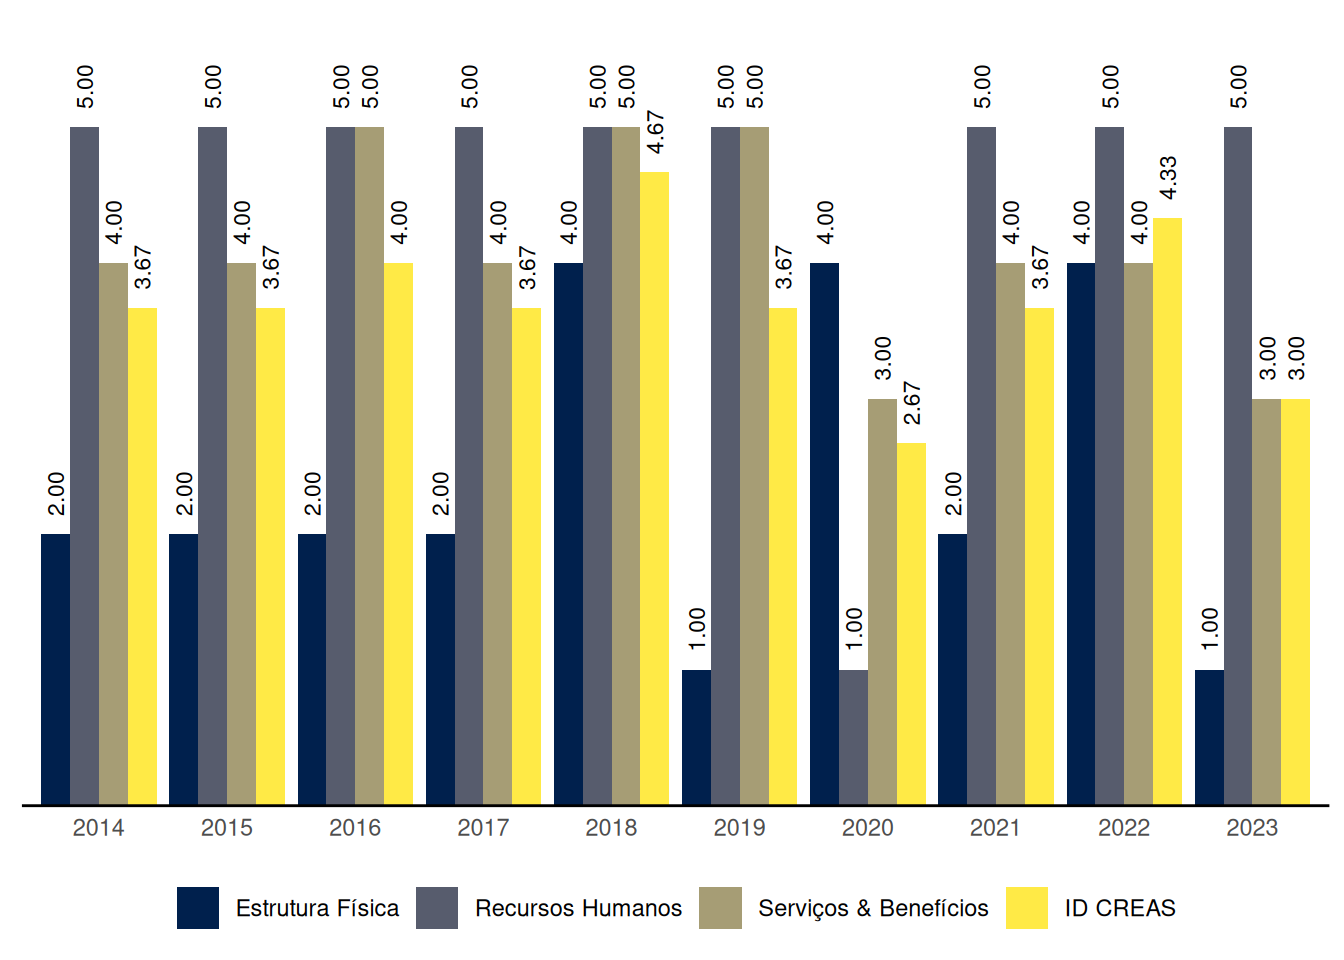 2.00 5.00 4.00 3.67
2.00 5.00 4.00 3.67
2.00 5.00 5.00 4.00
2.00 5.00 4.00 3.67
4.00 5.00 5.00 4.67
1.00 5.00 5.00 3.67
4.00 1.00 3.00 2.67
2.00 5.00 4.00 3.67
4.00 5.00 4.00 4.33
1.00 5.00 3.00 3.00
2014 2015 2016 2017 2018 2019 2020 2021 2022 2023
Estrutura Física Recursos Humanos Serviços & Benefícios ID CREAS